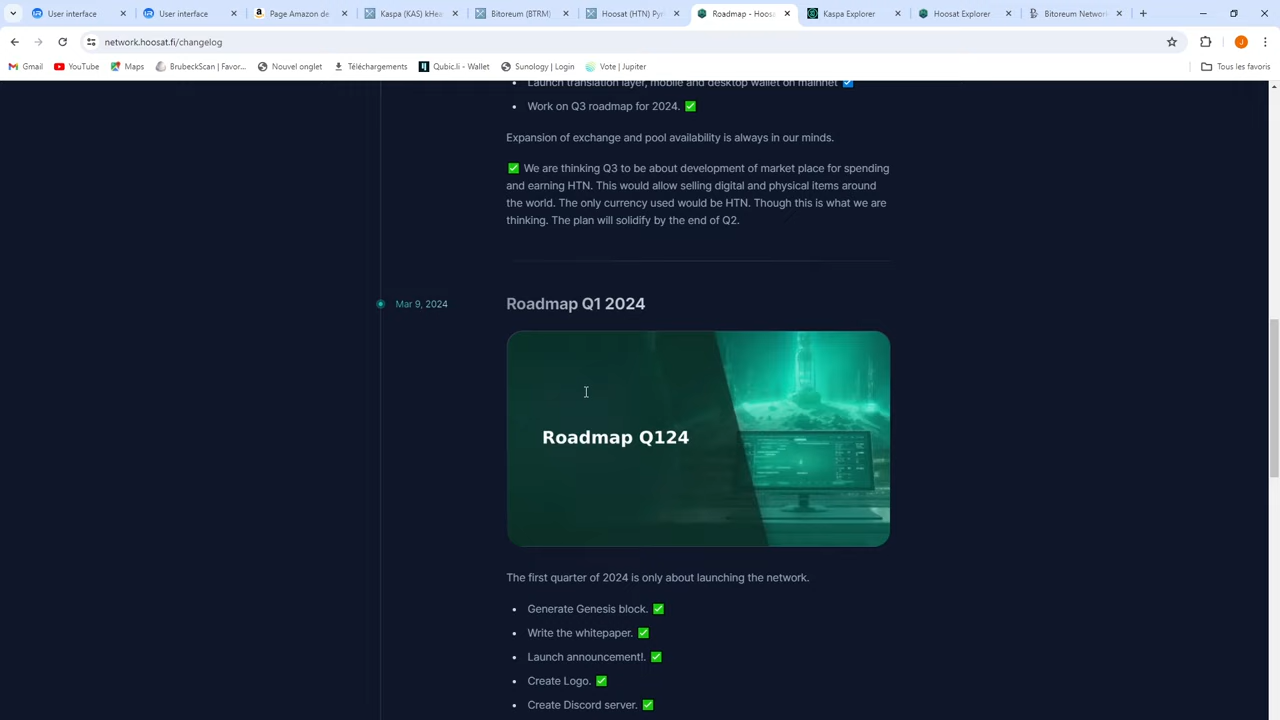 User interface
User interface
Page Amazon de
Kaspa (KAS) kHea
Bitoreum (BTRM)
Hoosat (HTN) Pyr
Roadmap - Hoosa
Kaspa Explorer
Hoosat Explorer
Bitoreum Network
network.hoosat.fi/changelog
Gmail
YouTube
Maps
BrubeckScan | Favor...
Nouvel onglet
Téléchargements
Qubic.li - Wallet
Sunology | Login
Vote | Jupiter
Tous les favoris
Launch translation layer, mobile and desktop wallet on mainnet
Work on Q3 roadmap for 2024. ✅
Expansion of exchange and pool availability is always in our minds.
✅ We are thinking Q3 to be about development of market place for spending
and earning HTN. This would allow selling digital and physical items around
the world. The only currency used would be HTN. Though this is what we are
thinking. The plan will solidify by the end of Q2.
Mar 9, 2024
Roadmap Q1 2024
Roadmap Q124
The first quarter of 2024 is only about launching the network.
Generate Genesis block. ✅
Write the whitepaper. ✅
Launch announcement!. ✅
Create Logo. ✅
Create Discord server. ✅